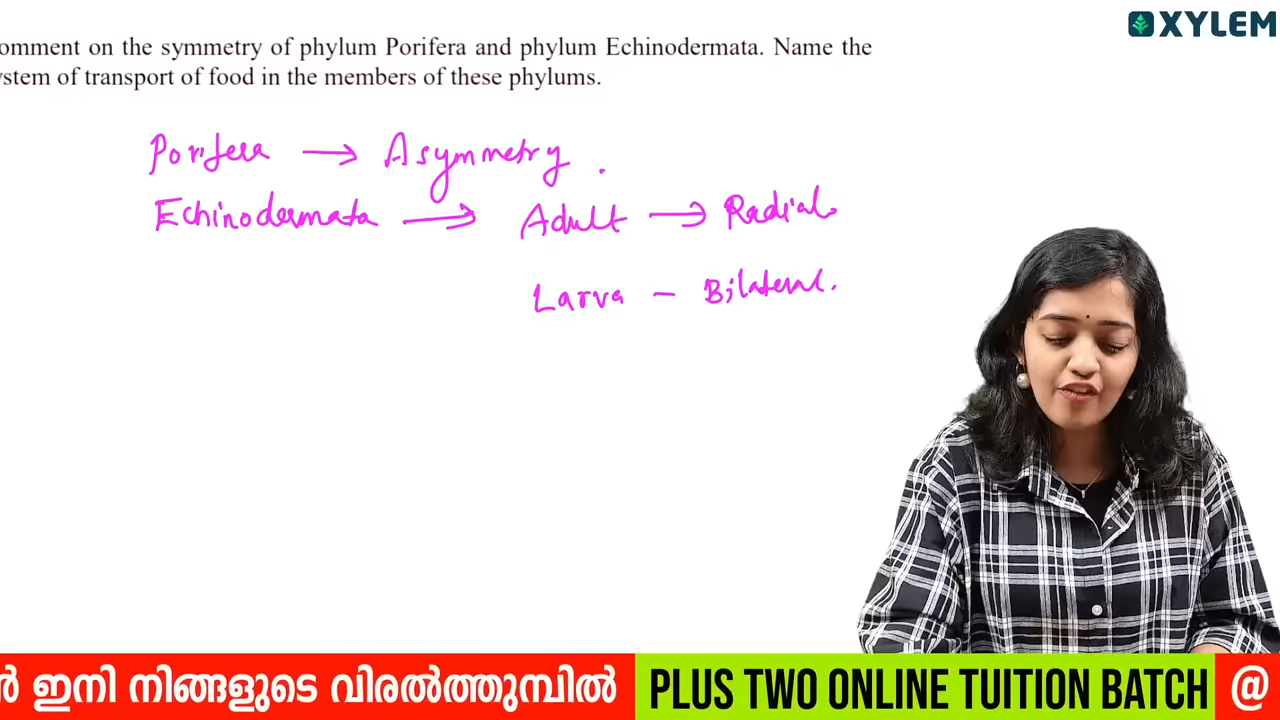 XYLEM
omment on the symmetry of phylum Porifera and phylum Echinodermata. Name the
ystem of transport of food in the members of these phylums.
Porifera → Asymmetry.
Echinodermata → Adult → Radial.
Larva - Bilateral.
ൽ ഇനി നിങ്ങളുടെ വിരൽത്തുമ്പിൽ PLUS TWO ONLINE TUITION BATCH @